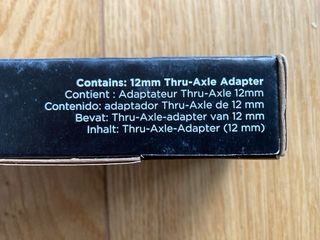 Contains: 12mm Thru-Axle Adapter
Contient : Adaptateur Thru-Axle 12mm
Contenido: adaptador Thru-Axle de 12 mm
Bevat: Thru-Axle-adapter van 12 mm
Inhalt: Thru-Axle-Adapter (12 mm)